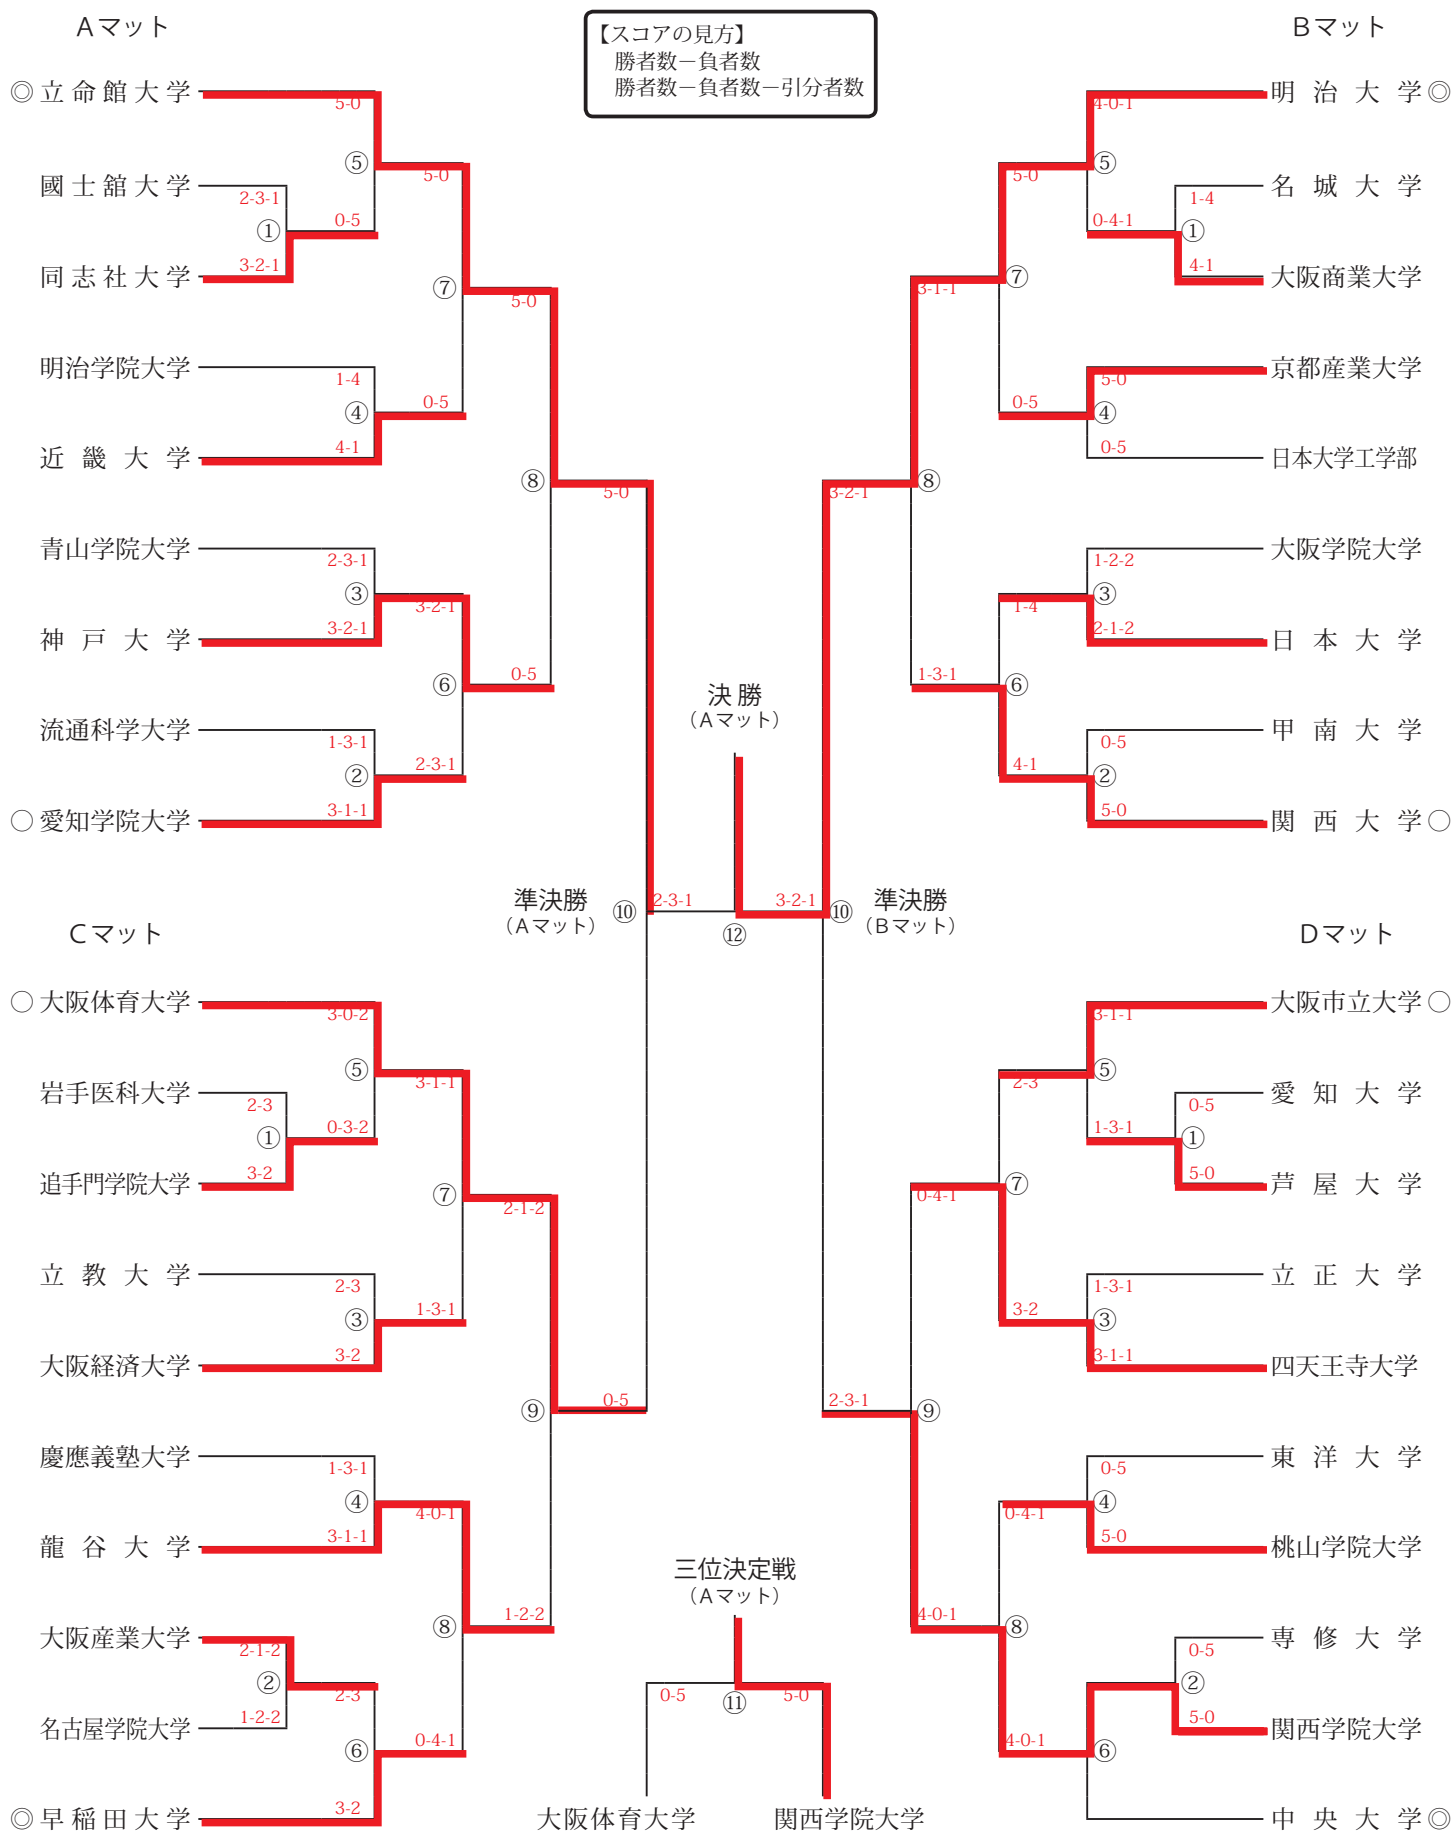 Aマット
【スコアの見方】
勝者数－負者数
勝者数－負者数－引分者数
Bマット
◎立命館大学
5-0
⑤
5-0
國士舘大学
2-3-1
①
0-5
同志社大学
3-2-1
⑦
5-0
明治学院大学
1-4
④
0-5
近畿大学
4-1
⑧
5-0
青山学院大学
2-3-1
③
3-2-1
神戸大学
3-2-1
⑥
0-5
流通科学大学
1-3-1
②
2-3-1
○愛知学院大学
3-1-1
明治大学◎
4-0-1
⑤
5-0
名城大学
1-4
①
0-4-1
大阪商業大学
4-1
⑦
3-1-1
京都産業大学
5-0
④
0-5
日本大学工学部
0-5
⑧
3-2-1
大阪学院大学
1-2-2
③
1-4
日本大学
2-1-2
⑥
1-3-1
甲南大学
0-5
②
4-1
関西大学○
5-0
決勝
（Aマット）
準決勝
（Aマット）
⑩
2-3-1
⑫
3-2-1
⑩
準決勝
（Bマット）
Cマット
Dマット
○大阪体育大学
3-0-2
⑤
3-1-1
岩手医科大学
2-3
①
0-3-2
追手門学院大学
3-2
⑦
2-1-2
立教大学
2-3
③
1-3-1
大阪経済大学
3-2
⑨
0-5
慶應義塾大学
1-3-1
④
4-0-1
龍谷大学
3-1-1
⑧
1-2-2
大阪産業大学
2-1-2
②
2-3
名古屋学院大学
1-2-2
⑥
0-4-1
◎早稲田大学
3-2
大阪市立大学○
3-1-1
⑤
2-3
愛知大学
0-5
①
1-3-1
芦屋大学
5-0
⑦
0-4-1
立正大学
1-3-1
③
3-2
四天王寺大学
3-1-1
⑨
2-3-1
東洋大学
0-5
④
0-4-1
桃山学院大学
5-0
⑧
4-0-1
専修大学
0-5
②
関西学院大学
5-0
⑥
4-0-1
中央大学◎
三位決定戦
（Aマット）
0-5
⑪
5-0
大阪体育大学
関西学院大学